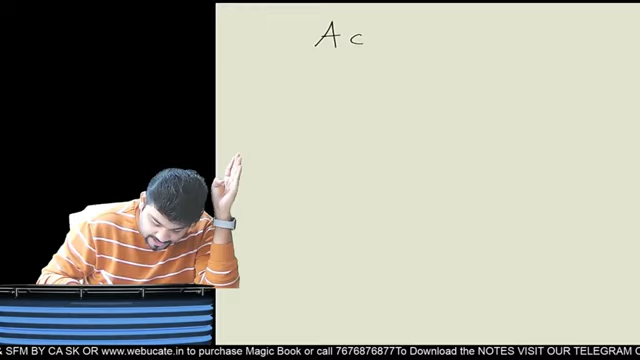 A c
& SFM BY CA SK OR www.webucate.in to purchase Magic Book or call 7676876877To Download the NOTES VISIT OUR TELEGRAM C